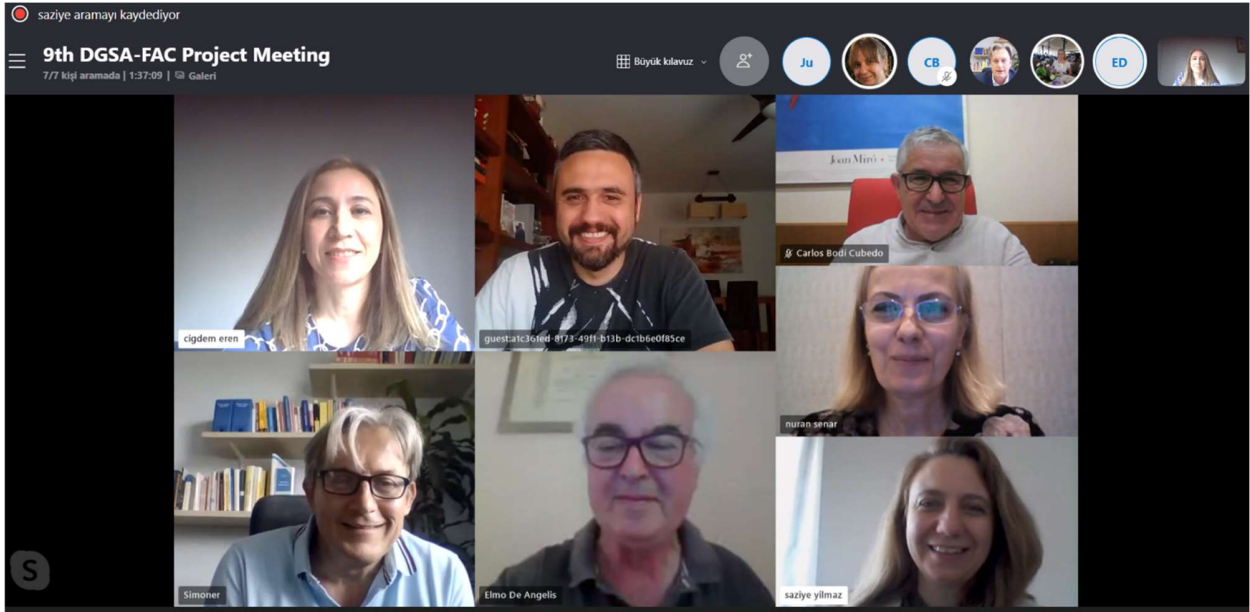 saziye aramayı kaydediyor
9th DGSA-FAC Project Meeting
7/7 kişi aramada | 1:37:09 | Galeri
Büyük kılavuz
Ju
CB
ED
Joan Miró
Carlos Bodí Cubedo
cigdem eren
guest:a1c361ed-8173-49f1-b13b-dc1b6e0f85ce
nuran senar
Simoner
Elmo De Angelis
saziye yilmaz
S